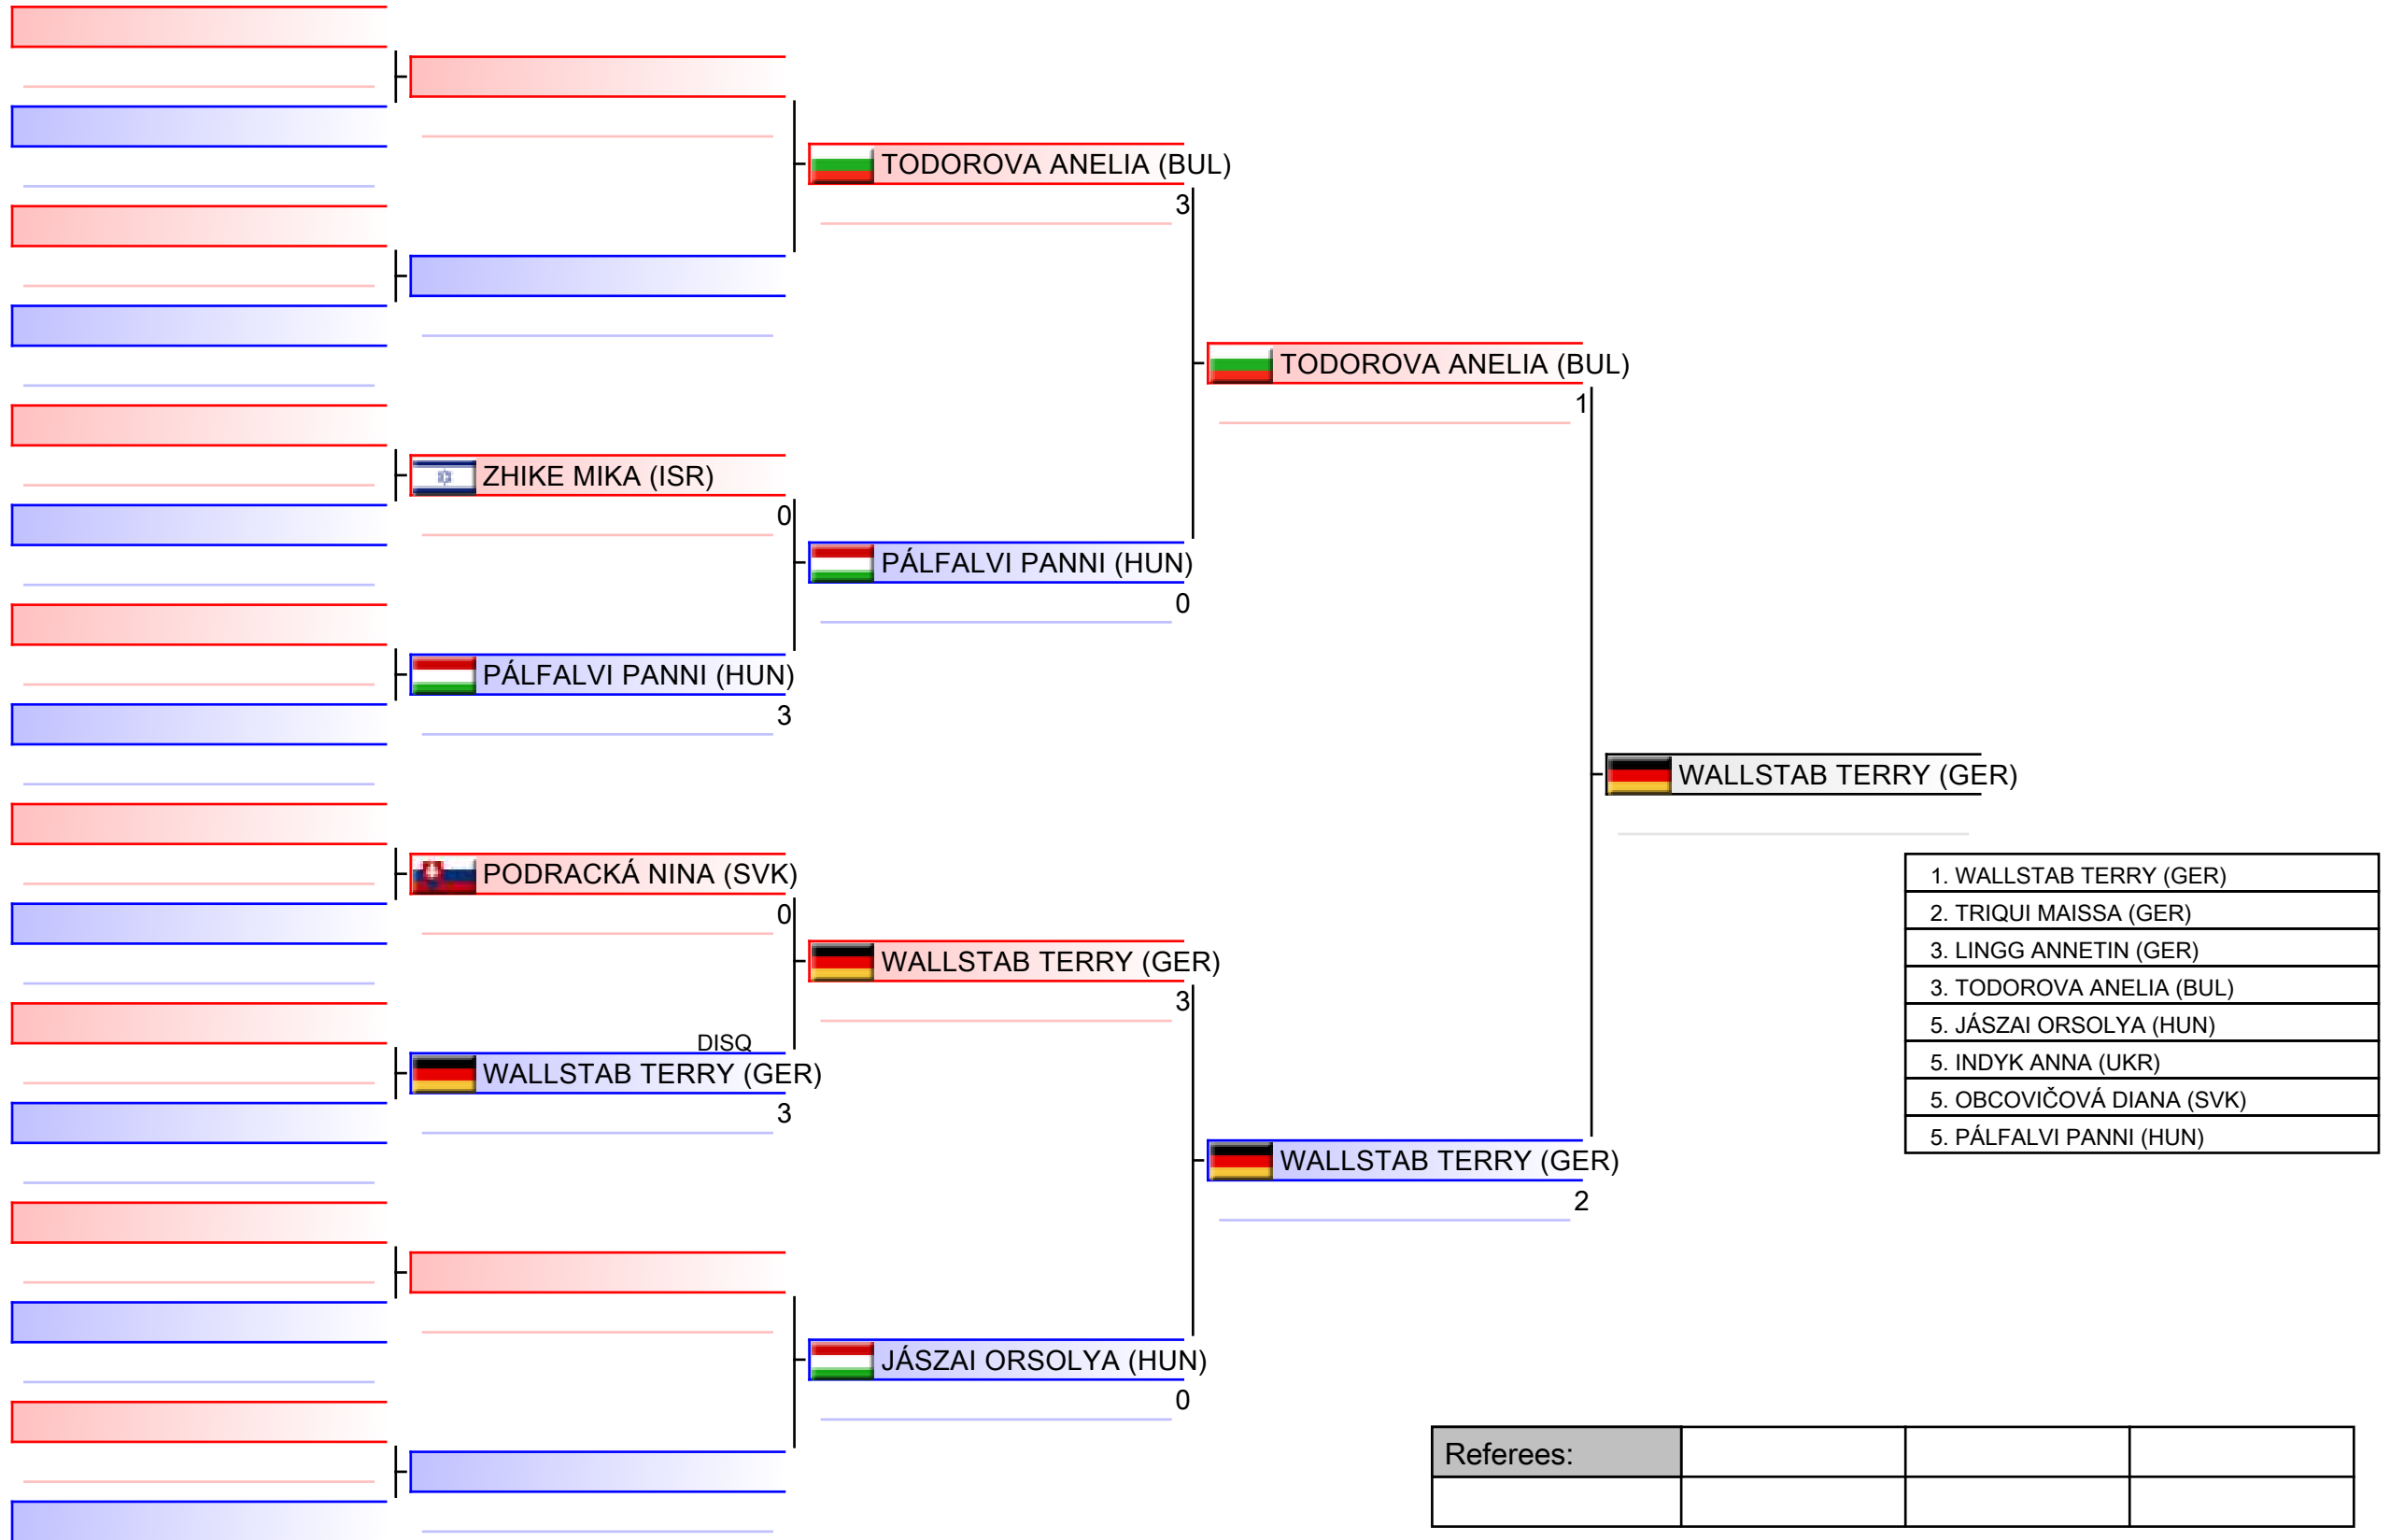 TODOROVA ANELIA (BUL)
3
TODOROVA ANELIA (BUL)
1
ZHIKE MIKA (ISR)
0
PÁLFALVI PANNI (HUN)
0
PÁLFALVI PANNI (HUN)
3
WALLSTAB TERRY (GER)
PODRACKÁ NINA (SVK)
0
WALLSTAB TERRY (GER)
3
DISQ
WALLSTAB TERRY (GER)
3
WALLSTAB TERRY (GER)
2
JÁSZAI ORSOLYA (HUN)
0
1. WALLSTAB TERRY (GER)
2. TRIQUI MAISSA (GER)
3. LINGG ANNETIN (GER)
3. TODOROVA ANELIA (BUL)
5. JÁSZAI ORSOLYA (HUN)
5. INDYK ANNA (UKR)
5. OBCOVIČOVÁ DIANA (SVK)
5. PÁLFALVI PANNI (HUN)
Referees: